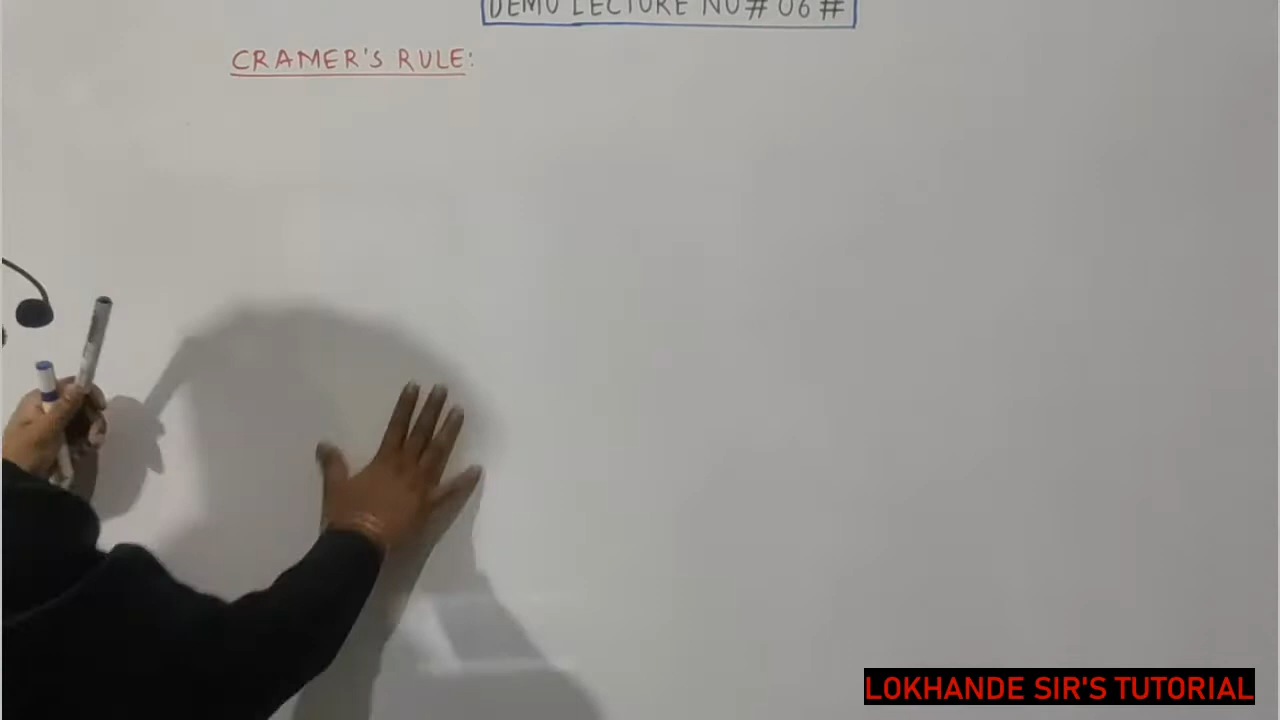 DEMO LECTURE NO # 06 #
CRAMER'S RULE:
LOKHANDE SIR'S TUTORIAL